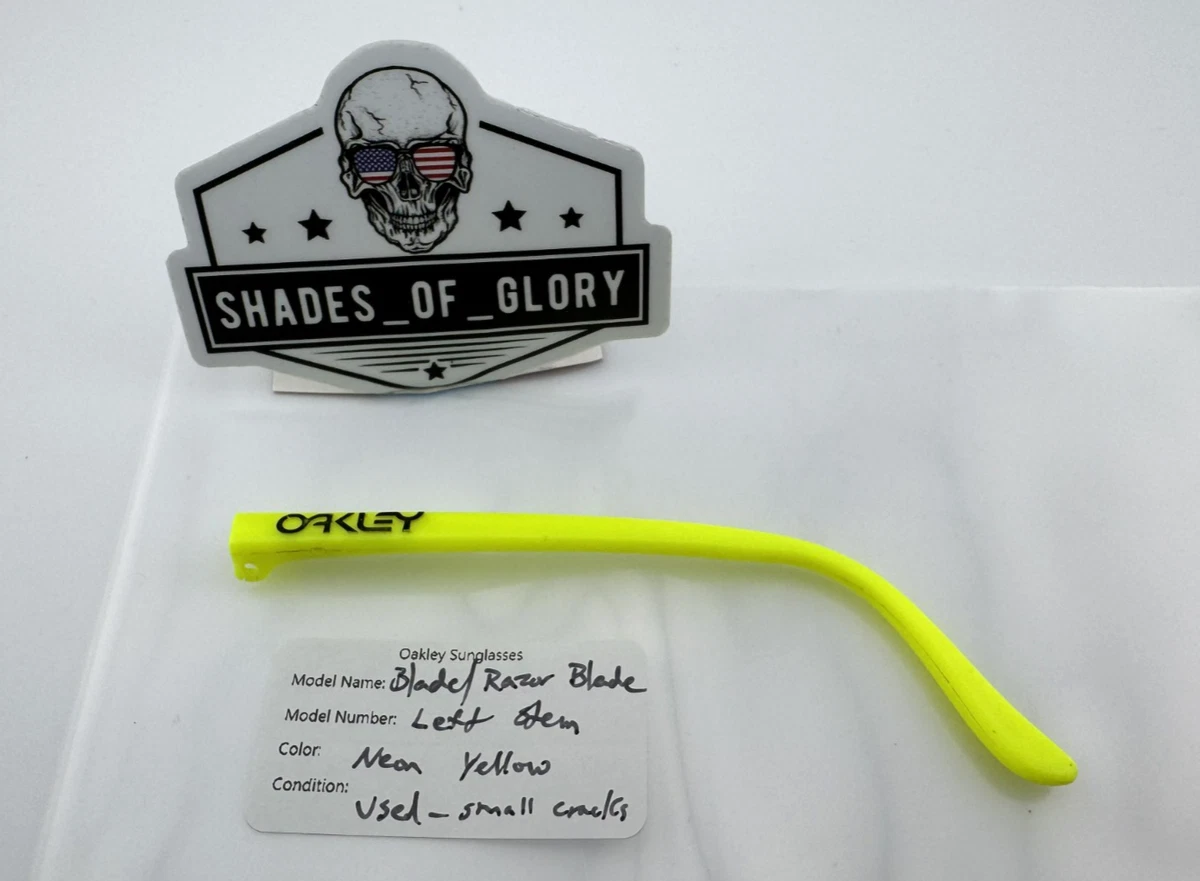 SHADES_OF_GLORY
OAKLEY
Oakley Sunglasses
Model Name: Blade/Razor Blade
Model Number: Left Stem
Color: Neon Yellow
Condition: Used - small cracks